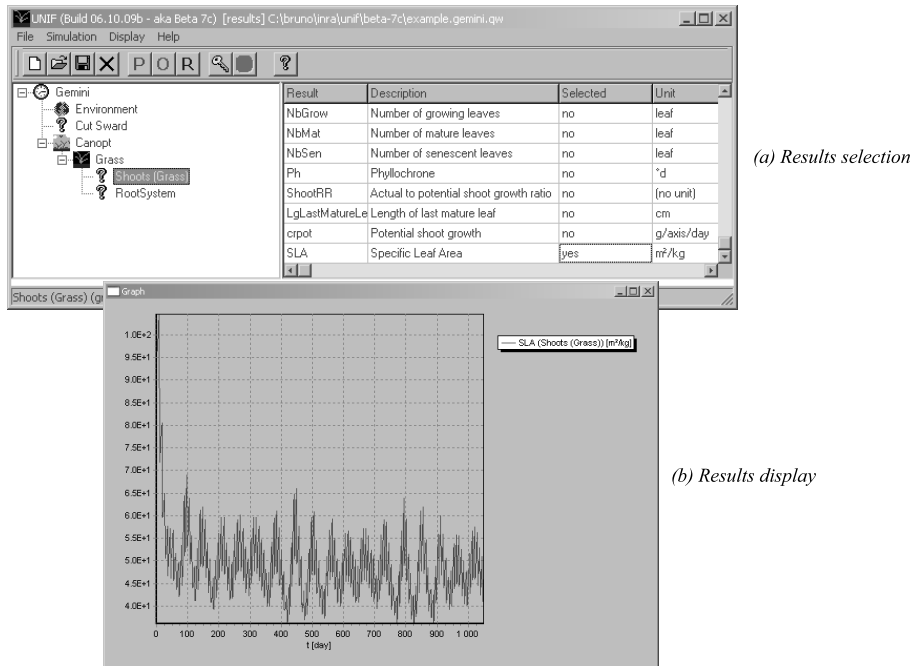 UNIF (Build 06.10.09b - aka Beta 7c) [results] C:\bruno\inra\unif\beta-7c\example.gemini.qw
File Simulation Display Help
P O R ?
Gemini
Environment
? Cut Sward
Canopt
Grass
? Shoots (Grass)
? RootSystem
Result Description Selected Unit
NbGrow Number of growing leaves no leaf
NbMat Number of mature leaves no leaf
NbSen Number of senescent leaves no leaf
Ph Phyllochrone no °d
ShootRR Actual to potential shoot growth ratio no (no unit)
LgLastMatureLe Length of last mature leaf no cm
crpot Potential shoot growth no g/axis/day
SLA Specific Leaf Area yes m²/kg
(a) Results selection
Shoots (Grass) (g
Graph
SLA (Shoots (Grass)) [m²/kg]
1.0E+2
9.5E+1
9.0E+1
8.5E+1
8.0E+1
7.5E+1
7.0E+1
6.5E+1
6.0E+1
5.5E+1
5.0E+1
4.5E+1
4.0E+1
0 100 200 300 400 500 600 700 800 900 1 000
t [day]
(b) Results display